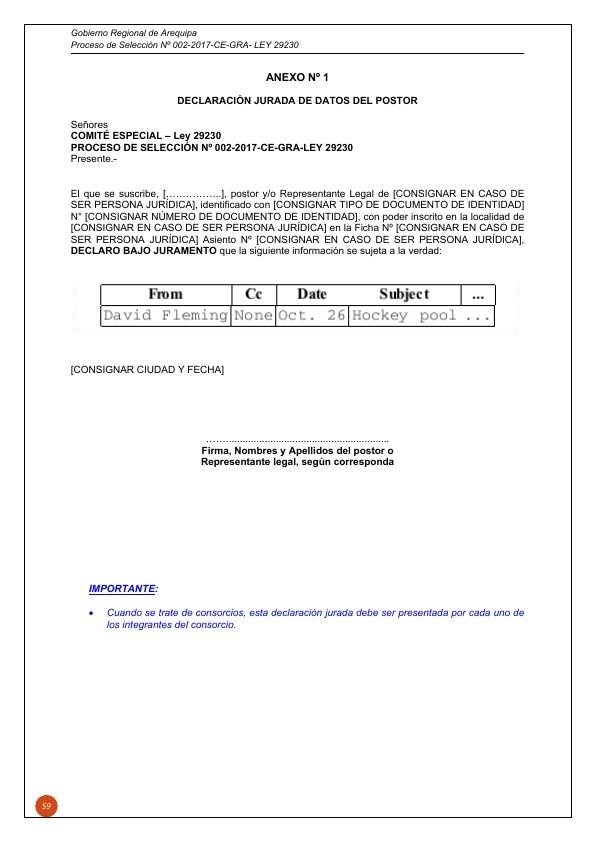 Gobierno Regional de Arequipa
Proceso de Selección Nº 002-2017-CE-GRA- LEY 29230
ANEXO Nº 1
DECLARACIÓN JURADA DE DATOS DEL POSTOR
Señores
COMITÉ ESPECIAL – Ley 29230
PROCESO DE SELECCIÓN Nº 002-2017-CE-GRA-LEY 29230
Presente.-
El que se suscribe, [……………..], postor y/o Representante Legal de [CONSIGNAR EN CASO DE
SER PERSONA JURÍDICA], identificado con [CONSIGNAR TIPO DE DOCUMENTO DE IDENTIDAD]
N° [CONSIGNAR NÚMERO DE DOCUMENTO DE IDENTIDAD], con poder inscrito en la localidad de
[CONSIGNAR EN CASO DE SER PERSONA JURÍDICA] en la Ficha Nº [CONSIGNAR EN CASO DE
SER PERSONA JURÍDICA] Asiento Nº [CONSIGNAR EN CASO DE SER PERSONA JURÍDICA],
DECLARO BAJO JURAMENTO que la siguiente información se sujeta a la verdad:
From Cc Date Subject ...
David Fleming None Oct. 26 Hockey pool ...
[CONSIGNAR CIUDAD Y FECHA]
……..........................................................
Firma, Nombres y Apellidos del postor o
Representante legal, según corresponda
IMPORTANTE:
• Cuando se trate de consorcios, esta declaración jurada debe ser presentada por cada uno de
los integrantes del consorcio.
59